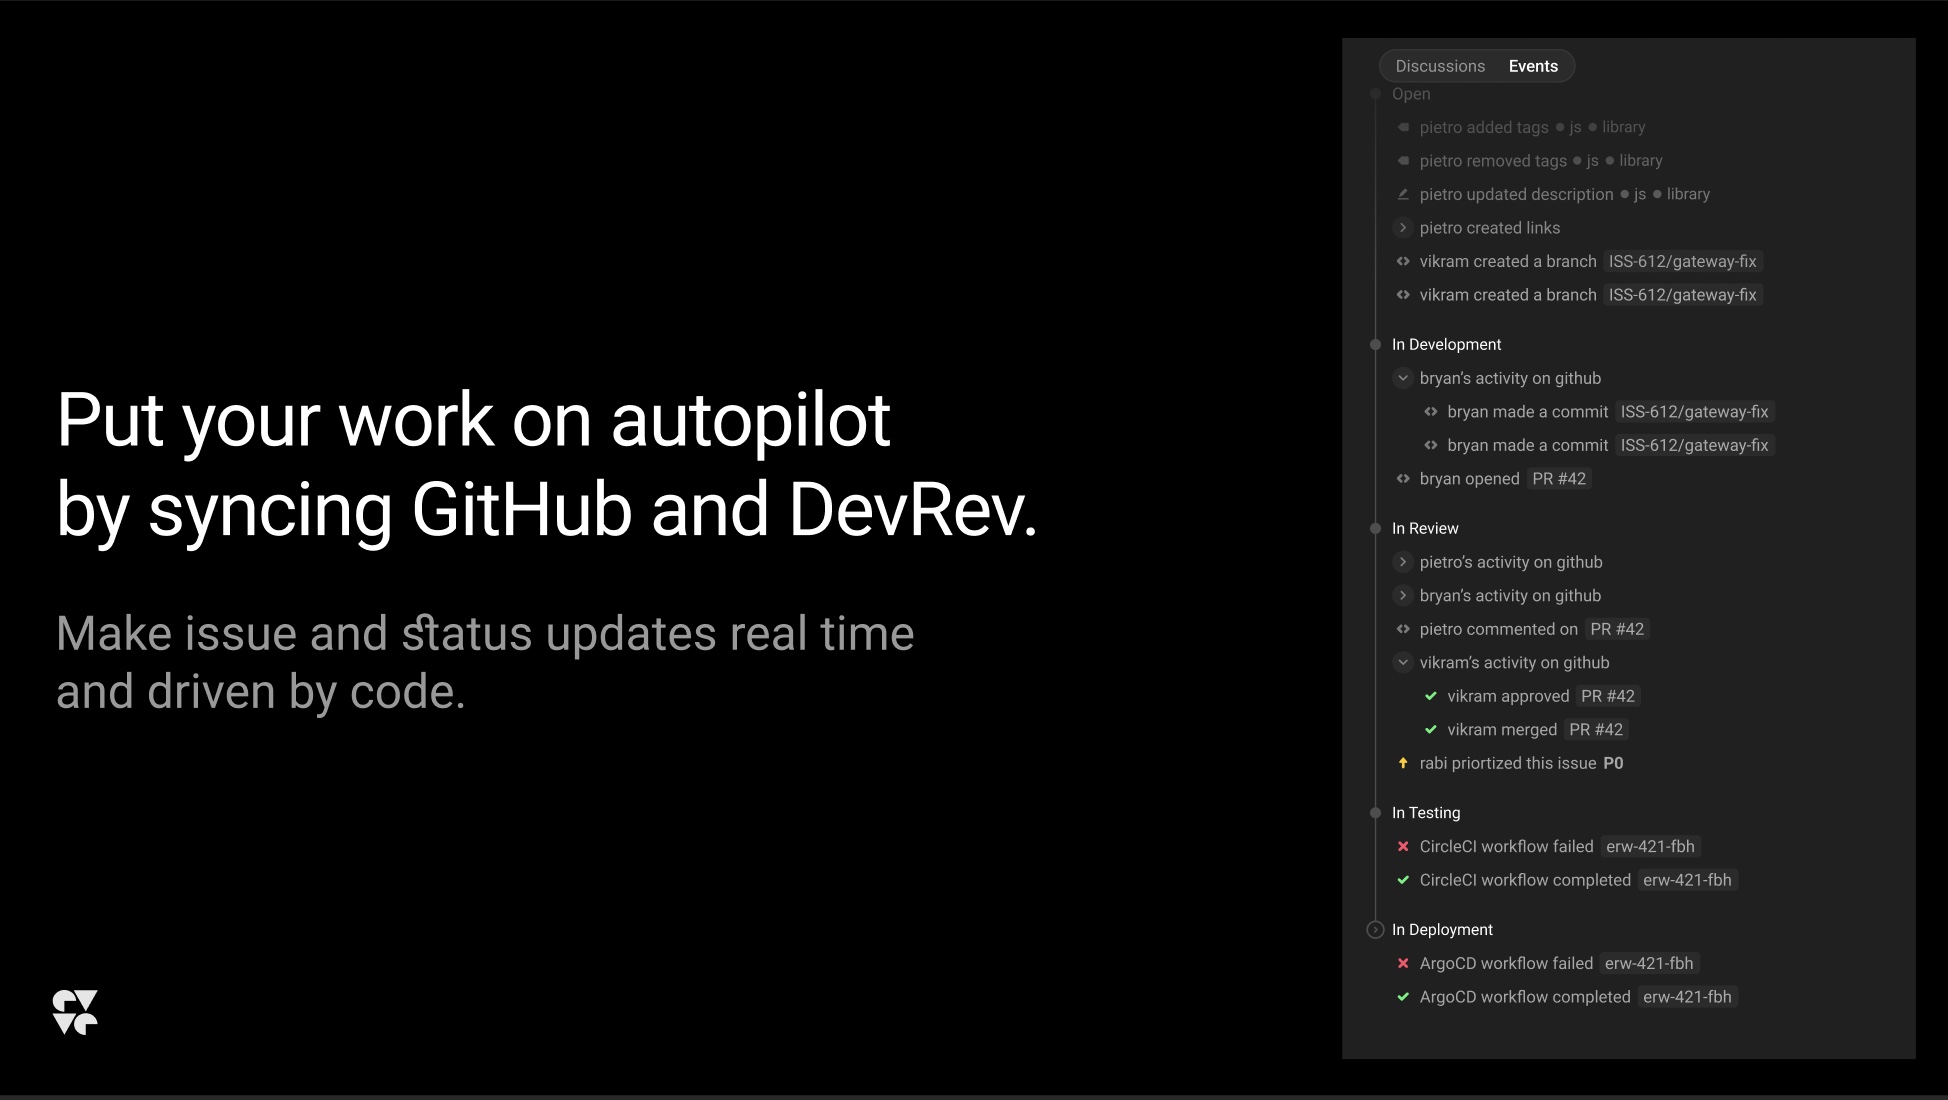 Put your work on autopilot
by syncing GitHub and DevRev.
Make issue and status updates real time
and driven by code.
Discussions Events
Open
pietro added tags ● js ● library
pietro removed tags ● js ● library
pietro updated description ● js ● library
pietro created links
vikram created a branch ISS-612/gateway-fix
vikram created a branch ISS-612/gateway-fix
In Development
bryan’s activity on github
bryan made a commit ISS-612/gateway-fix
bryan made a commit ISS-612/gateway-fix
bryan opened PR #42
In Review
pietro’s activity on github
bryan’s activity on github
pietro commented on PR #42
vikram’s activity on github
vikram approved PR #42
vikram merged PR #42
rabi priortized this issue P0
In Testing
CircleCI workflow failed erw-421-fbh
CircleCI workflow completed erw-421-fbh
In Deployment
ArgoCD workflow failed erw-421-fbh
ArgoCD workflow completed erw-421-fbh